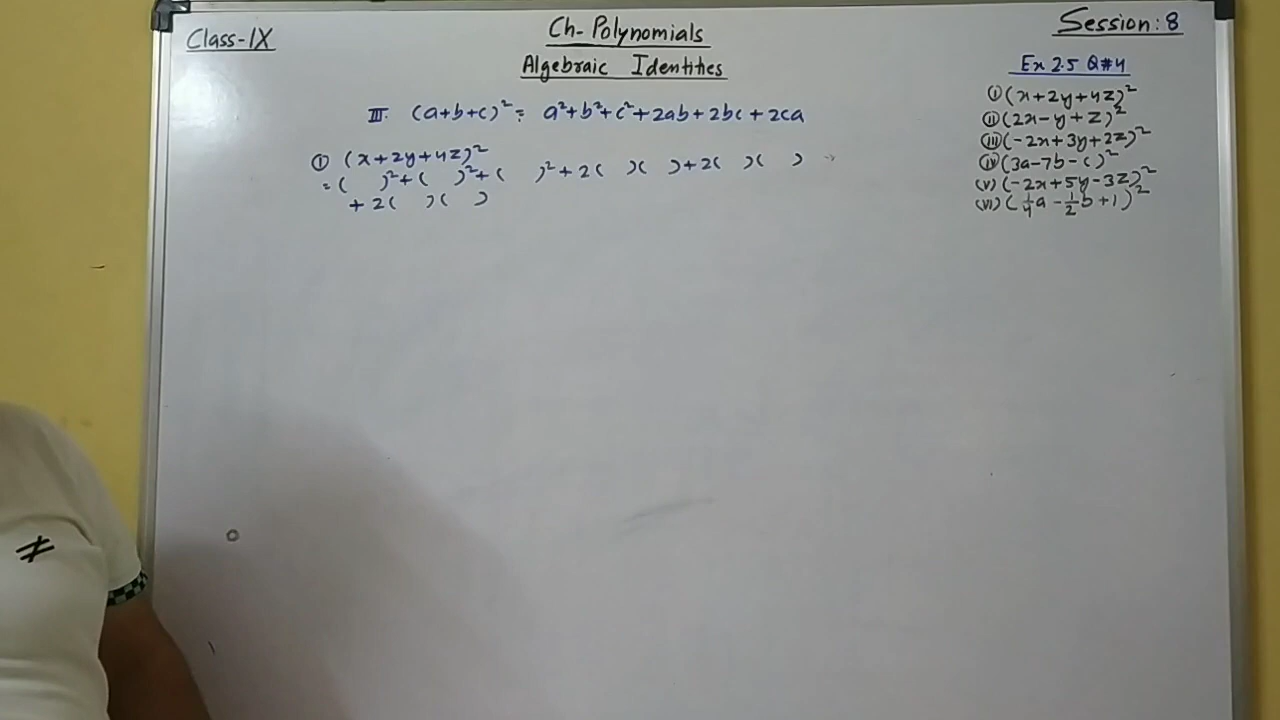 Class-IX
Ch-Polynomials
Algebraic Identities
Session: 8
III. (a+b+c)² = a²+b²+c²+2ab+2bc+2ca
① (x+2y+4z)²
= ( )²+( )²+( )²+2( )( )+2( )( )
+2( )( )
Ex 2.5 Q#4
ⓘ (x+2y+4z)²
ⓘⓘ (2x-y+z)²
(iii) (-2x+3y+2z)²
(iv) (3a-7b-c)²
(v) (-2x+5y-3z)²
(vi) (1/4a - 1/2b + 1)²